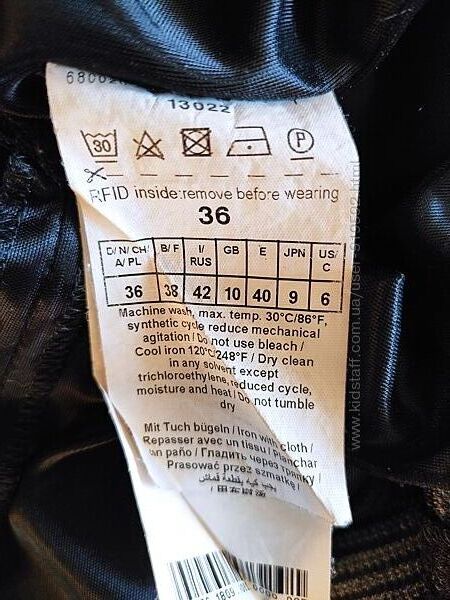 13022
30 P
RFID inside:remove before wearing
36
D/ N/ CH/ A/ PL B/ F I/ RUS GB E JPN US/ C
36 38 42 10 40 9 6
Machine wash, max. temp. 30°C/86°F,
synthetic cycle reduce mechanical
agitation / Do not use bleach /
Cool iron 120°C/248°F / Dry clean
in any solvent except
trichloroethylene, reduced cycle,
moisture and heat / Do not tumble
dry
Mit Tuch bügeln / Iron with cloth /
Repasser avec un tissu / Planchar
un paño / Гладить через тряпку /
Prasować przez szmatkę /